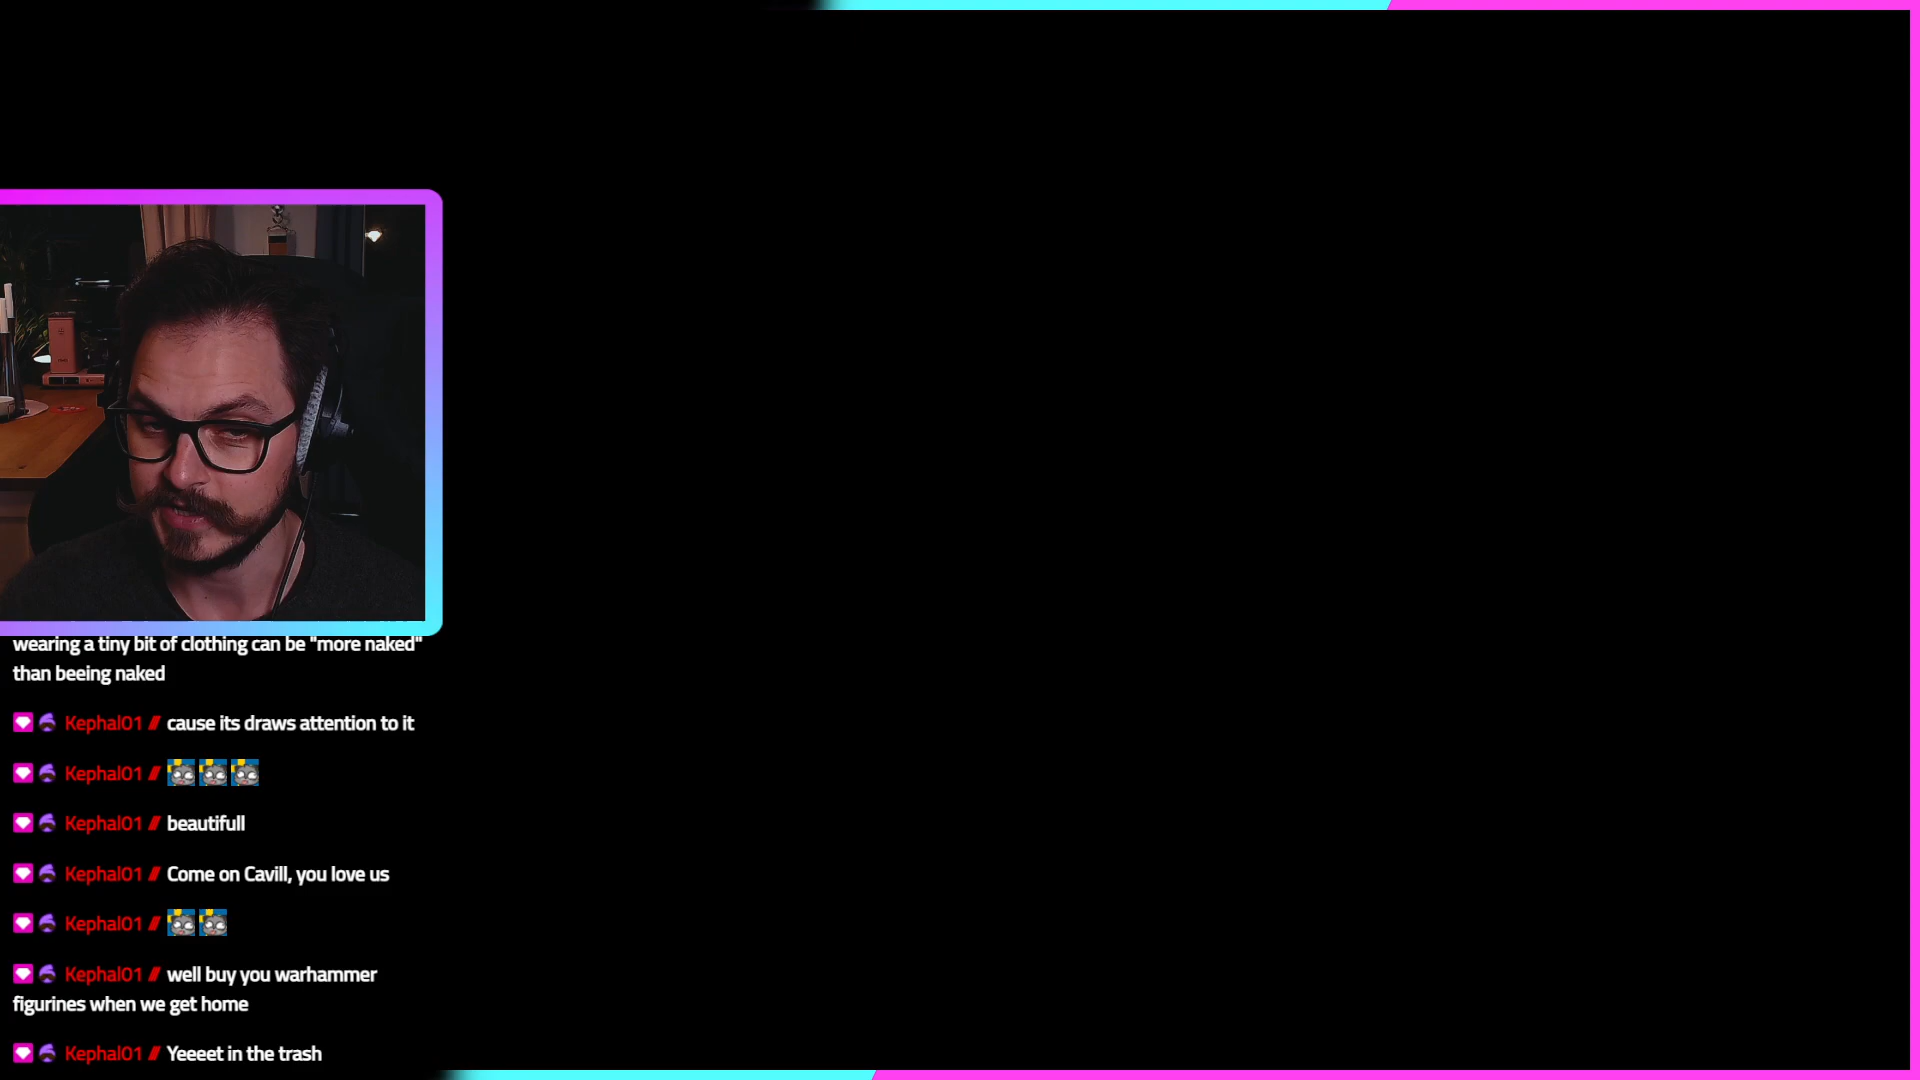 wearing a tiny bit of clothing can be "more naked"
than beeing naked
Kephal01 // cause its draws attention to it
Kephal01 //
Kephal01 // beautifull
Kephal01 // Come on Cavill, you love us
Kephal01 //
Kephal01 // well buy you warhammer
figurines when we get home
Kephal01 // Yeeeet in the trash